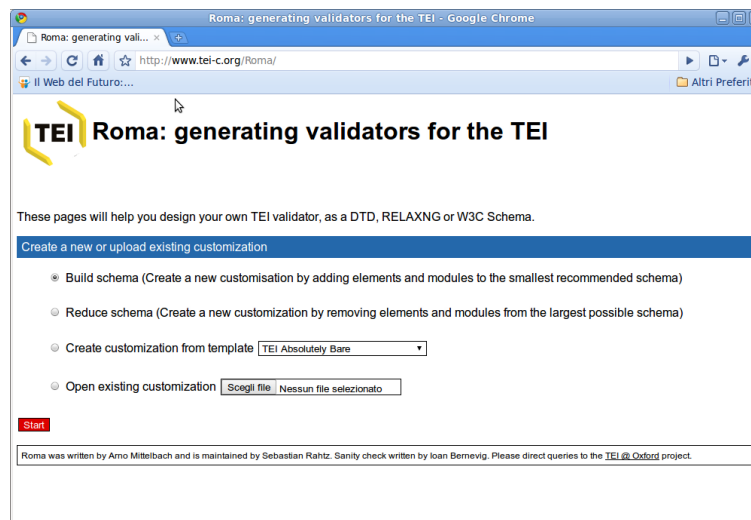 Roma: generating validators for the TEI - Google Chrome
Roma: generating vali...
http://www.tei-c.org/Roma/
Il Web del Futuro:...
Altri Preferit
TEI
Roma: generating validators for the TEI
These pages will help you design your own TEI validator, as a DTD, RELAXNG or W3C Schema.
Create a new or upload existing customization
Build schema (Create a new customisation by adding elements and modules to the smallest recommended schema)
Reduce schema (Create a new customization by removing elements and modules from the largest possible schema)
Create customization from template TEI Absolutely Bare
Open existing customization Scegli file Nessun file selezionato
Start
Roma was written by Arno Mittelbach and is maintained by Sebastian Rahtz. Sanity check written by Ioan Bernevig. Please direct queries to the TEI @ Oxford project.